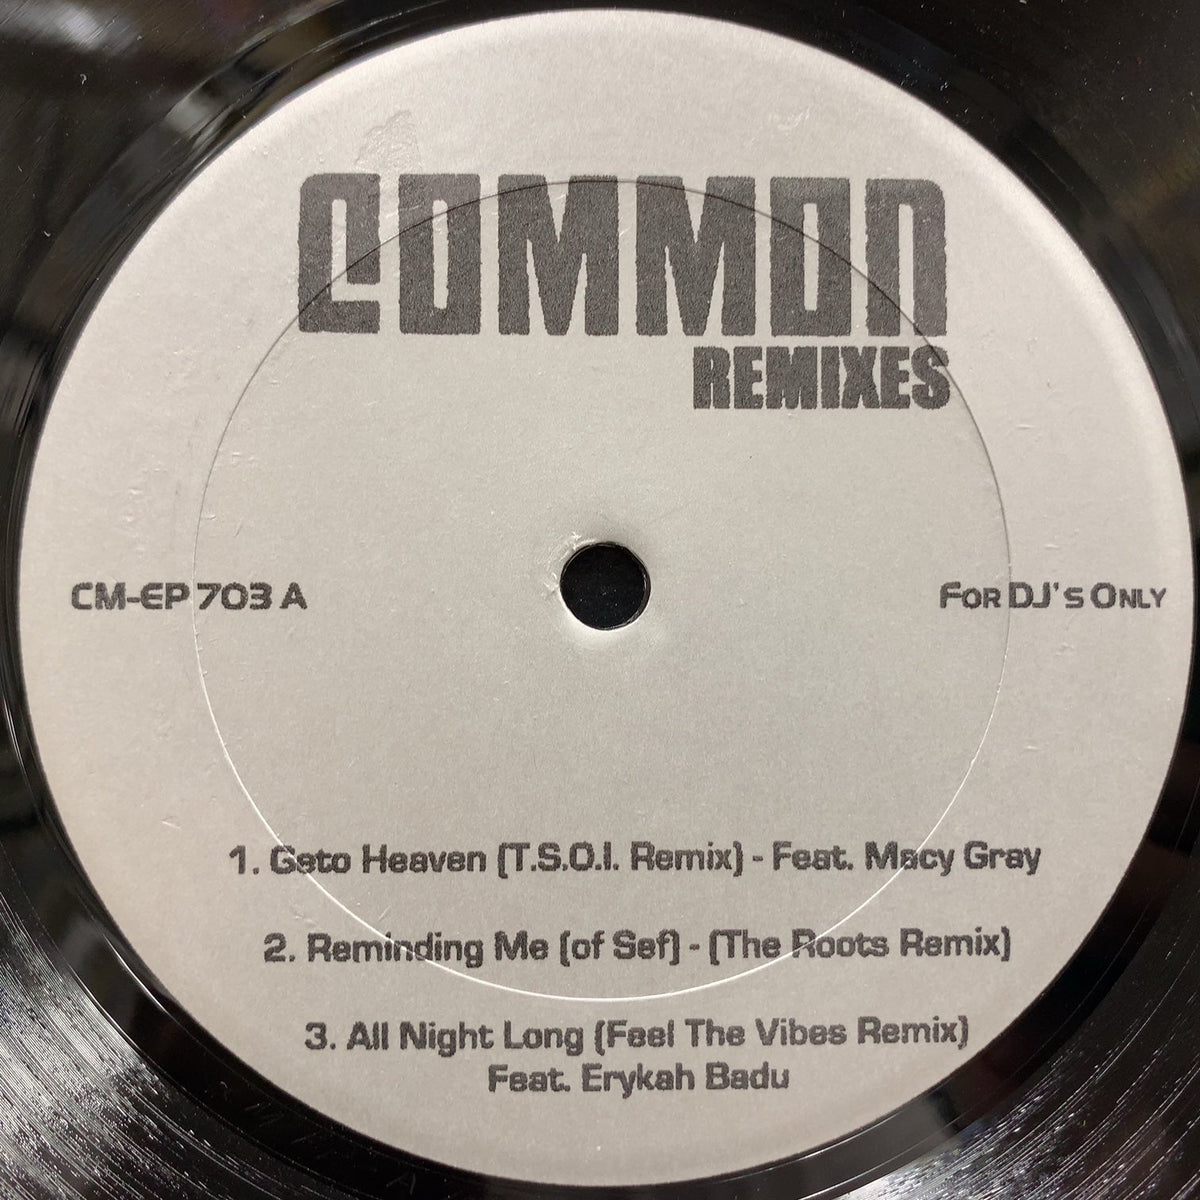 COMMON
REMIXES
CM-EP 703 A
FOR DJ'S ONLY
1. Geto Heaven (T.S.O.I. Remix) - Feat. Macy Gray
2. Reminding Me (of Sef) - (The Roots Remix)
3. All Night Long (Feel The Vibes Remix)
Feat. Erykah Badu